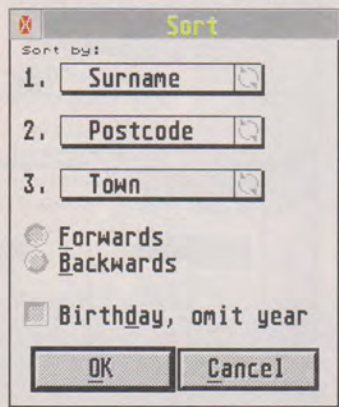 Sort
Sort by:
1. Surname
2. Postcode
3. Town
Forwards
Backwards
Birthday, omit year
OK Cancel